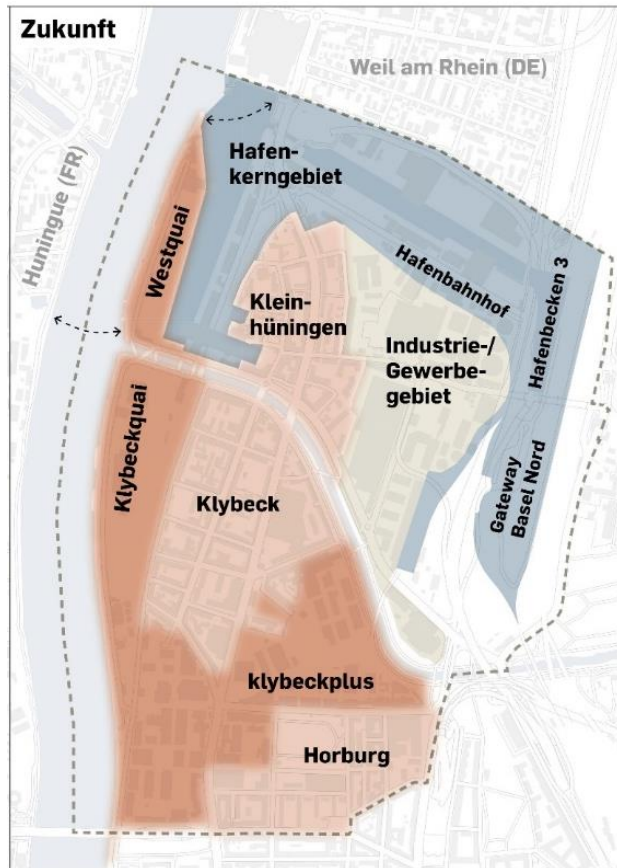 Zukunft
Weil am Rhein (DE)
Huningue (FR)
Hafen-
kerngebiet
Westquai
Hafenbahnhof
Hafenbecken 3
Klein-
hüningen
Industrie-/
Gewerbe-
gebiet
Klybeckquai
Klybeck
Gateway
Basel Nord
klybeckplus
Horburg